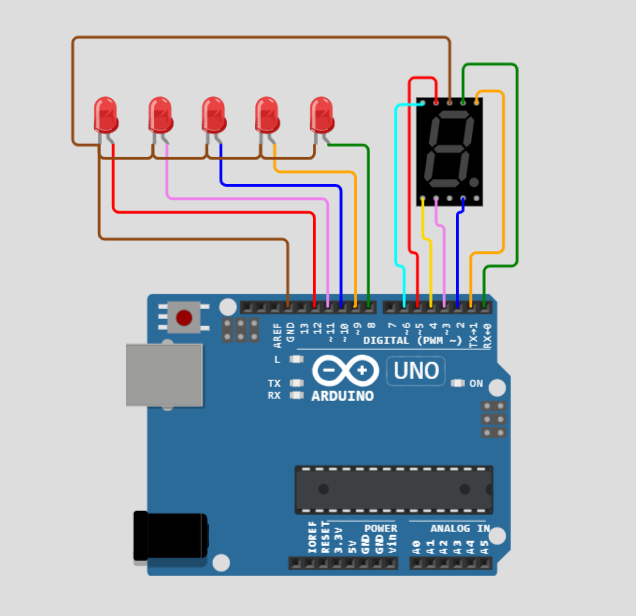 AREF
GND
13
12
~11
~10
~9
8
7
~6
~5
4
~3
2
TX→1
RX←0
DIGITAL (PWM ~)
L
TX
RX
UNO
ON
ARDUINO
POWER
ANALOG IN
IOREF
RESET
3.3V
5V
GND
GND
Vin
A0
A1
A2
A3
A4
A5